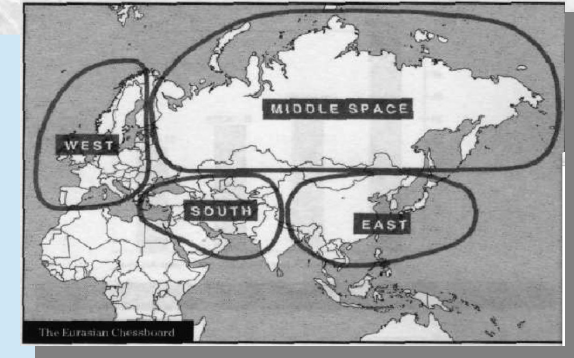 MIDDLE SPACE
WEST
SOUTH
EAST
The Eurasian Chessboard